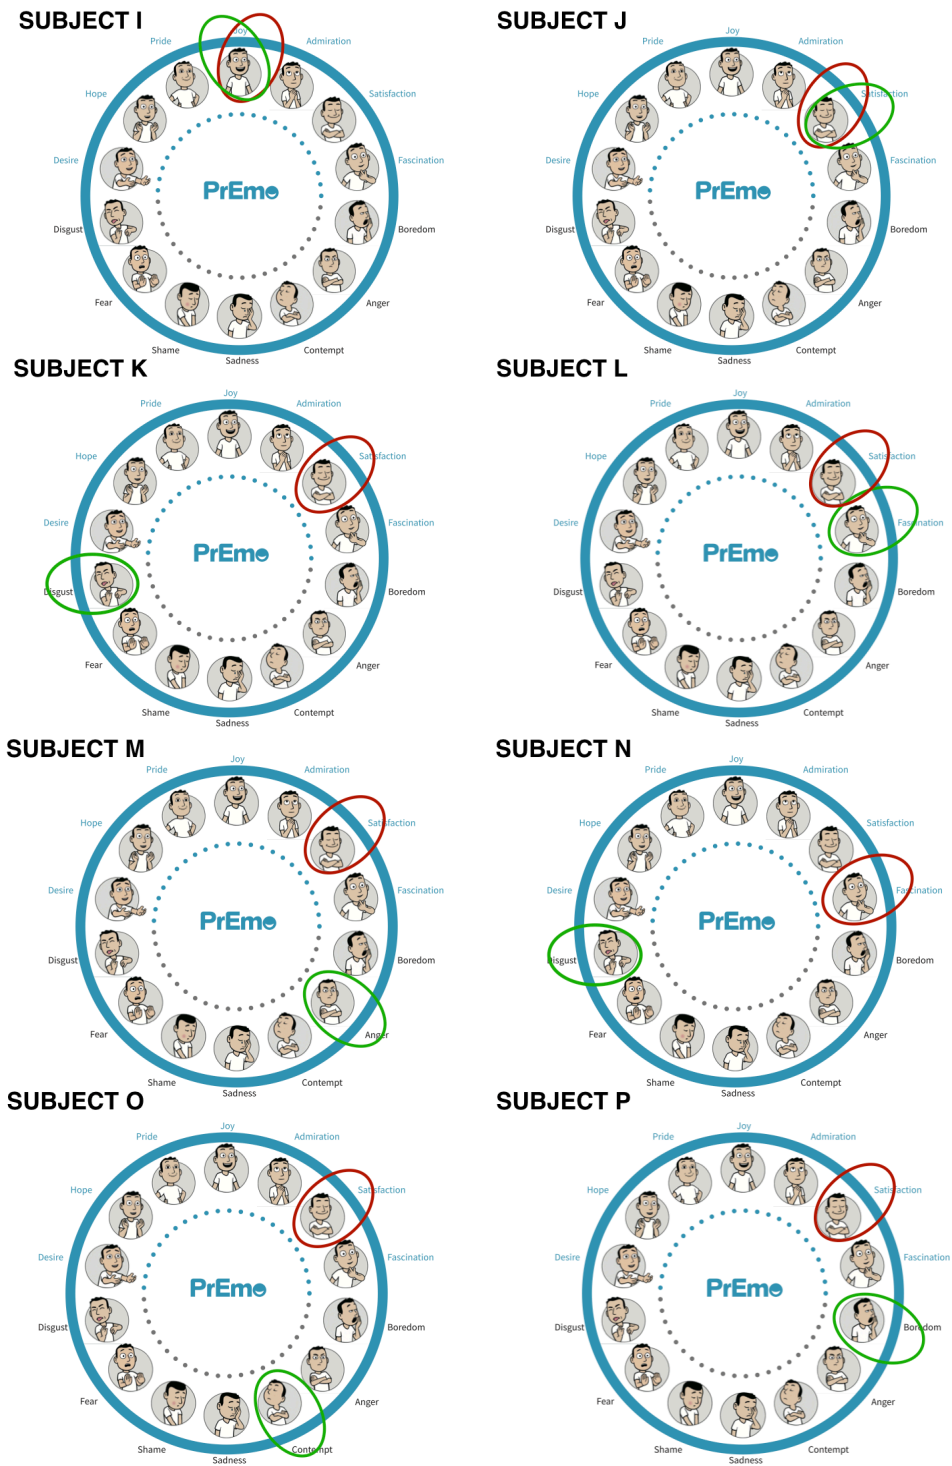 SUBJECT I
Joy
Pride
Admiration
Hope
Satisfaction
Desire
Fascination
PrEmo
Disgust
Boredom
Fear
Anger
Shame
Contempt
Sadness
SUBJECT J
Joy
Pride
Admiration
Hope
Satisfaction
Desire
Fascination
PrEmo
Disgust
Boredom
Fear
Anger
Shame
Contempt
Sadness
SUBJECT K
Joy
Pride
Admiration
Hope
Satisfaction
Desire
Fascination
PrEmo
Disgust
Boredom
Fear
Anger
Shame
Contempt
Sadness
SUBJECT L
Joy
Pride
Admiration
Hope
Satisfaction
Desire
Fascination
PrEmo
Disgust
Boredom
Fear
Anger
Shame
Contempt
Sadness
SUBJECT M
Joy
Pride
Admiration
Hope
Satisfaction
Desire
Fascination
PrEmo
Disgust
Boredom
Fear
Anger
Shame
Contempt
Sadness
SUBJECT N
Joy
Pride
Admiration
Hope
Satisfaction
Desire
Fascination
PrEmo
Disgust
Boredom
Fear
Anger
Shame
Contempt
Sadness
SUBJECT O
Joy
Pride
Admiration
Hope
Satisfaction
Desire
Fascination
PrEmo
Disgust
Boredom
Fear
Anger
Shame
Contempt
Sadness
SUBJECT P
Joy
Pride
Admiration
Hope
Satisfaction
Desire
Fascination
PrEmo
Disgust
Boredom
Fear
Anger
Shame
Contempt
Sadness